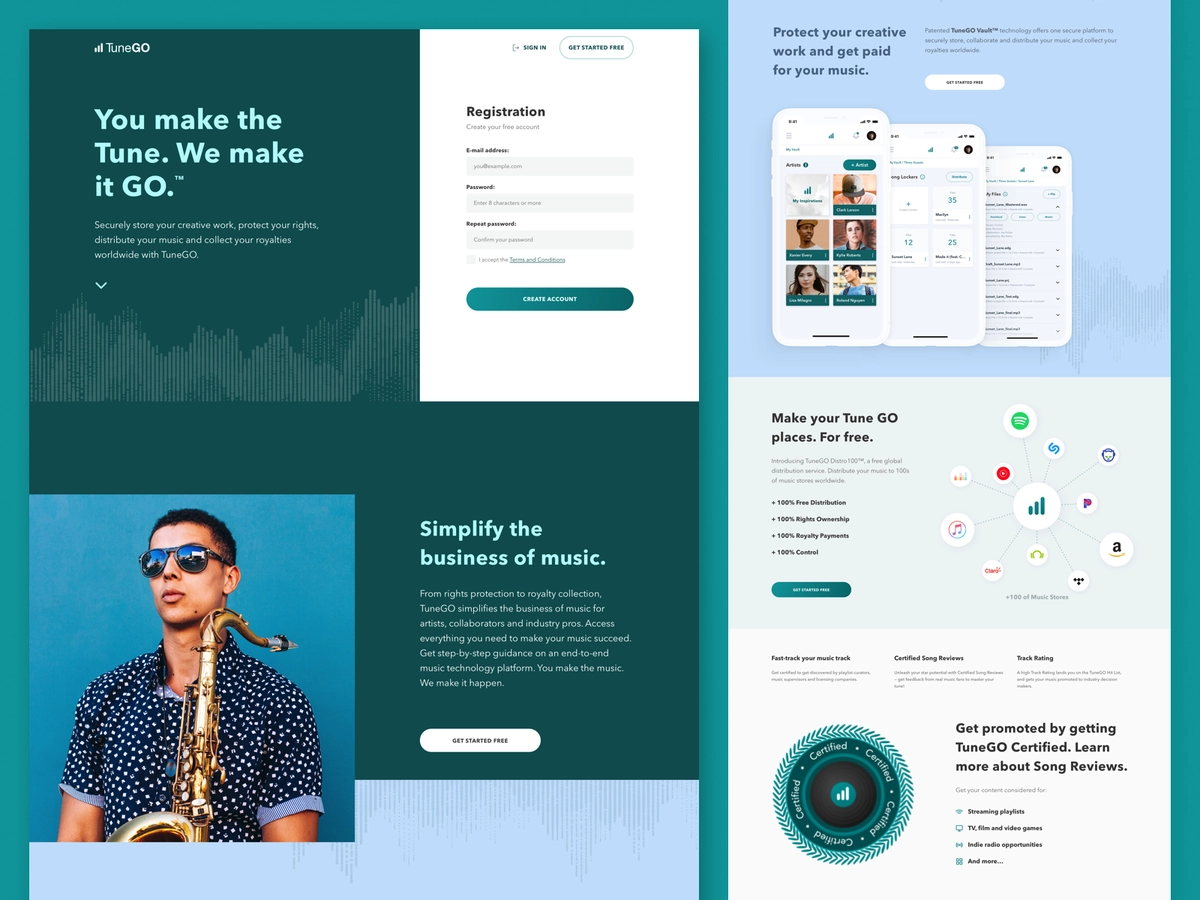 TuneGO
SIGN IN
GET STARTED FREE
You make the
Tune. We make
it GO.™
Securely store your creative work, protect your rights,
distribute your music and collect your royalties
worldwide with TuneGO.
Registration
Create your free account
E-mail address:
you@example.com
Password:
Enter 8 characters or more
Repeat password:
Confirm your password
I accept the Terms and Conditions
CREATE ACCOUNT
Simplify the
business of music.
From rights protection to royalty collection,
TuneGO simplifies the business of music for
artists, collaborators and industry pros. Access
everything you need to make your music succeed.
Get step-by-step guidance on an end-to-end
music technology platform. You make the music.
We make it happen.
GET STARTED FREE
Protect your creative
work and get paid
for your music.
Patented TuneGO Vault™ technology offers one secure platform to
securely store, collaborate and distribute your music and collect your
royalties worldwide.
GET STARTED FREE
9:41
My Vault
Artists
+ Artist
My Inspirations
Clark Larson
Xavier Every
Kylie Roberts
Lisa Milagro
Roland Nguyen
9:41
ong Lockers
Distribute
35
Marilys
12
25
unset Lane
Made It (feat C...
9:41
My Files
+ File
unset_Lane_Mastered.wav
Make your Tune GO
places. For free.
Introducing TuneGO Distro100™, a free global
distribution service. Distribute your music to 100s
of music stores worldwide.
+ 100% Free Distribution
+ 100% Rights Ownership
+ 100% Royalty Payments
+ 100% Control
GET STARTED FREE
a
Claro
+100 of Music Stores
Fast-track your music track
Get certified to get discovered by playlist curators,
music supervisors and licensing companies.
Certified Song Reviews
Unleash your star potential with Certified Song Reviews
– get feedback from real music fans to master your
tune!
Track Rating
A high Track Rating lands you on the TuneGO Hit List,
and gets your music promoted to industry decision
makers.
Certified • Certified • Certified • Certified • Certified •
Get promoted by getting
TuneGO Certified. Learn
more about Song Reviews.
Get your content considered for:
Streaming playlists
TV, film and video games
Indie radio opportunities
And more...